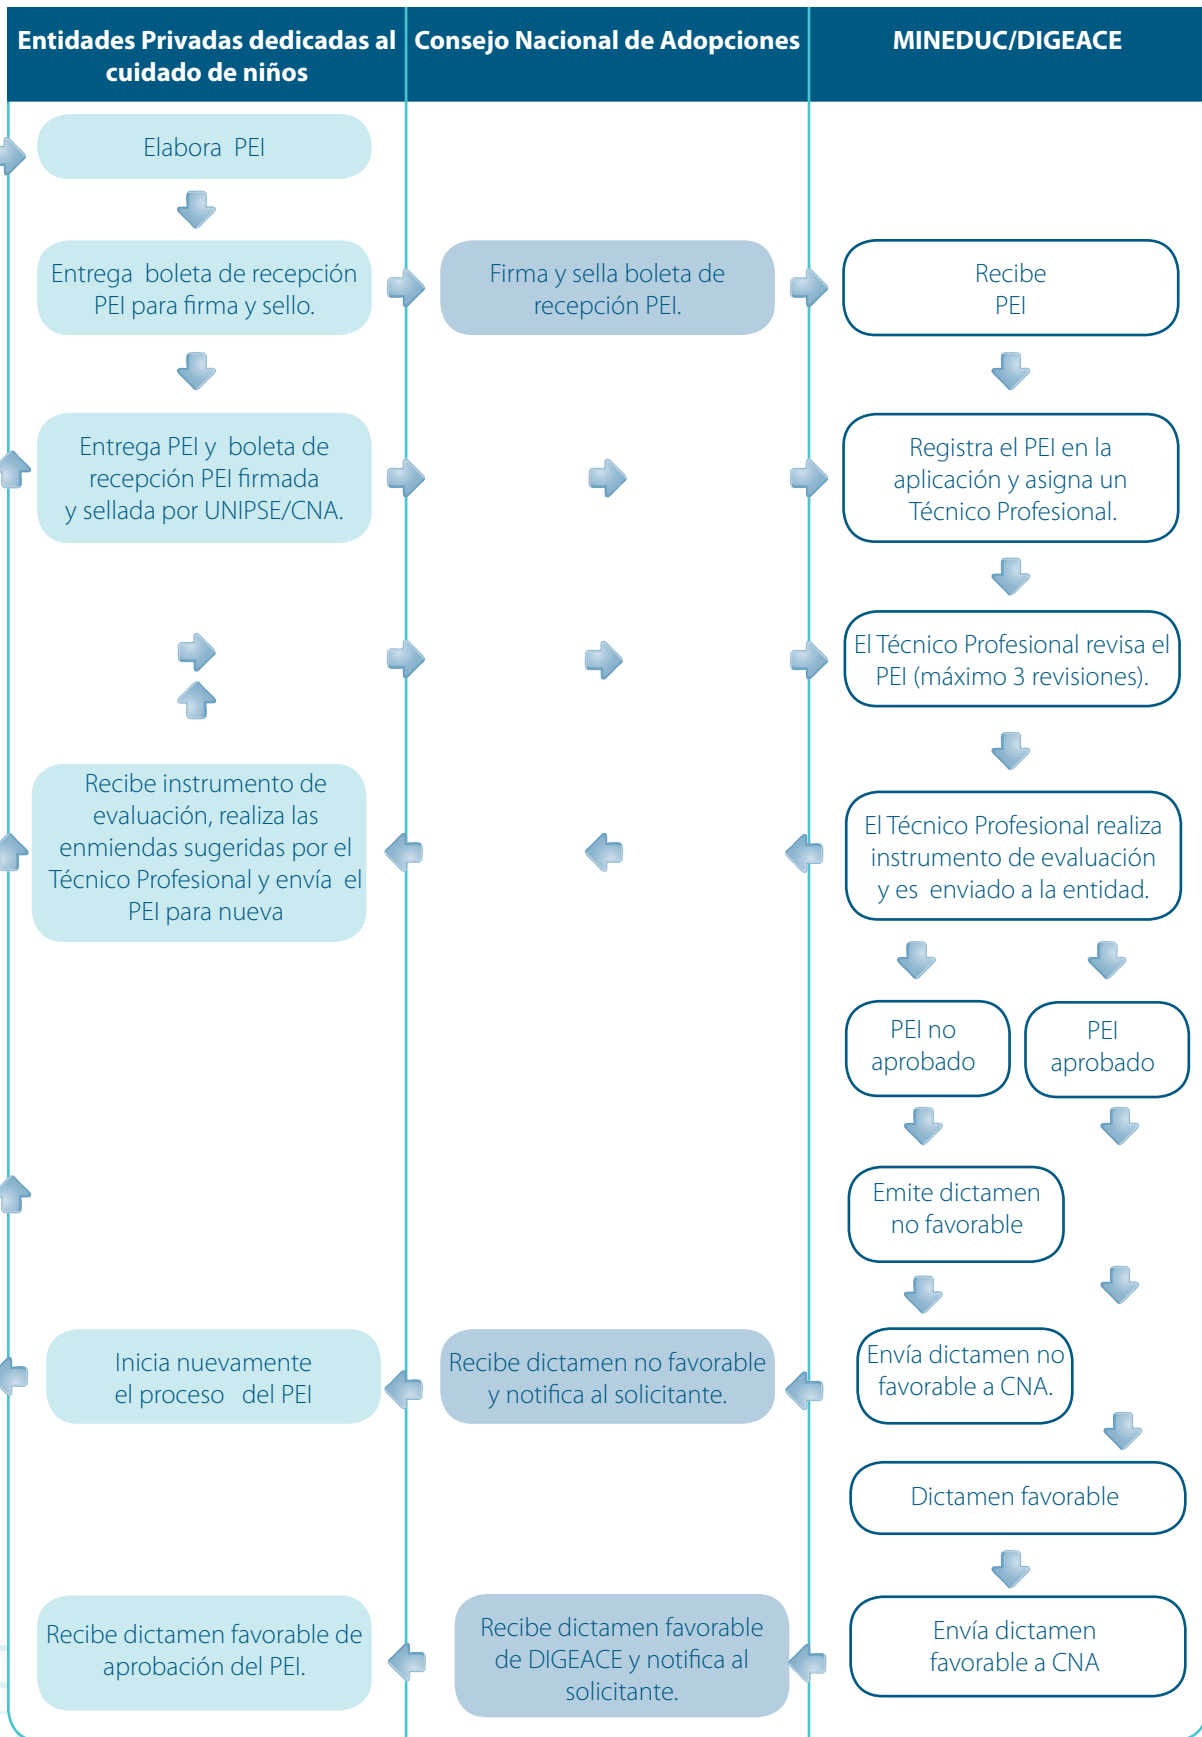 Entidades Privadas dedicadas al
cuidado de niños
Consejo Nacional de Adopciones
MINEDUC/DIGEACE
Elabora PEI
Entrega boleta de recepción
PEI para firma y sello.
Firma y sella boleta de
recepción PEI.
Recibe
PEI
Entrega PEI y boleta de
recepción PEI firmada
y sellada por UNIPSE/CNA.
Registra el PEI en la
aplicación y asigna un
Técnico Profesional.
El Técnico Profesional revisa el
PEI (máximo 3 revisiones).
Recibe instrumento de
evaluación, realiza las
enmiendas sugeridas por el
Técnico Profesional y envía el
PEI para nueva
El Técnico Profesional realiza
instrumento de evaluación
y es enviado a la entidad.
PEI no
aprobado
PEI
aprobado
Emite dictamen
no favorable
Inicia nuevamente
el proceso del PEI
Recibe dictamen no favorable
y notifica al solicitante.
Envía dictamen no
favorable a CNA.
Dictamen favorable
Recibe dictamen favorable de
aprobación del PEI.
Recibe dictamen favorable
de DIGEACE y notifica al
solicitante.
Envía dictamen
favorable a CNA